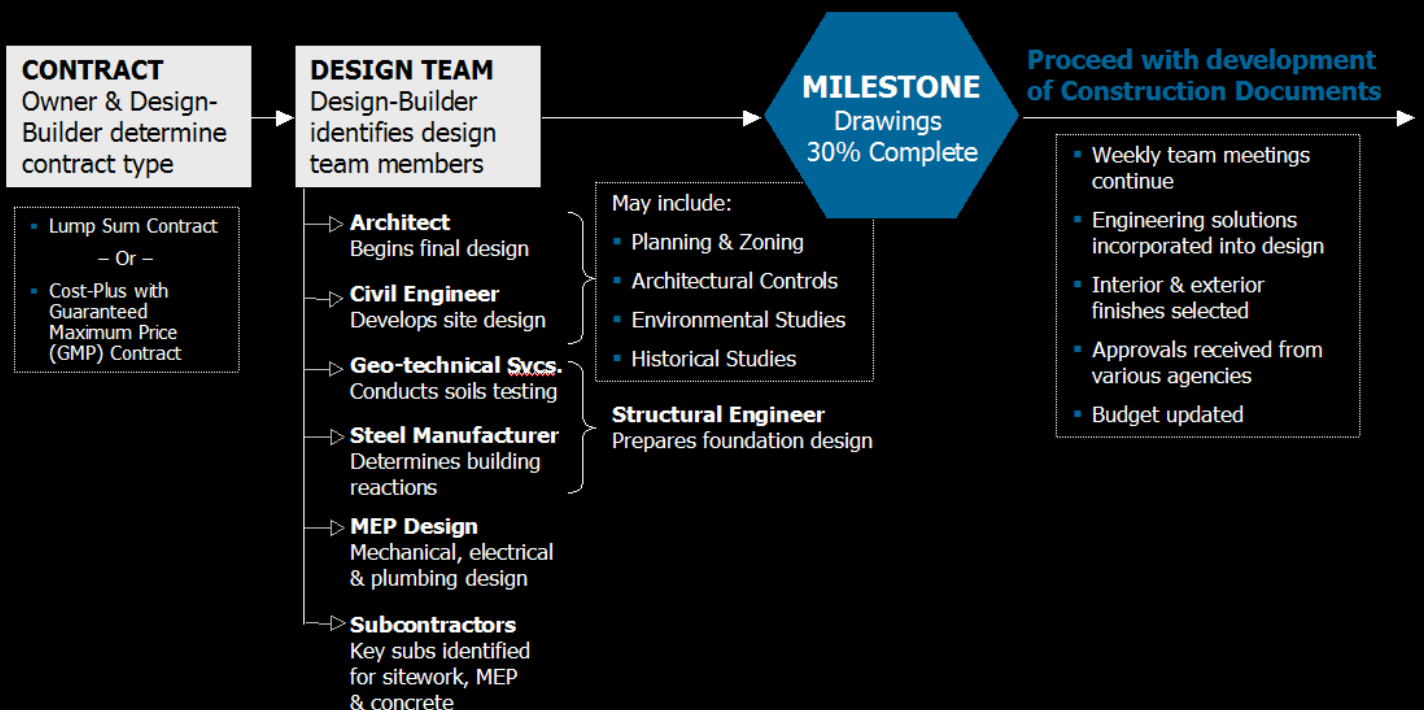 CONTRACT
Owner & Design-
Builder determine
contract type
▪ Lump Sum Contract
– Or –
▪ Cost-Plus with
Guaranteed
Maximum Price
(GMP) Contract
DESIGN TEAM
Design-Builder
identifies design
team members
Architect
Begins final design
Civil Engineer
Develops site design
Geo-technical Svcs.
Conducts soils testing
Steel Manufacturer
Determines building
reactions
MEP Design
Mechanical, electrical
& plumbing design
Subcontractors
Key subs identified
for sitework, MEP
& concrete
May include:
▪ Planning & Zoning
▪ Architectural Controls
▪ Environmental Studies
▪ Historical Studies
Structural Engineer
Prepares foundation design
MILESTONE
Drawings
30% Complete
Proceed with development
of Construction Documents
▪ Weekly team meetings
continue
▪ Engineering solutions
incorporated into design
▪ Interior & exterior
finishes selected
▪ Approvals received from
various agencies
▪ Budget updated